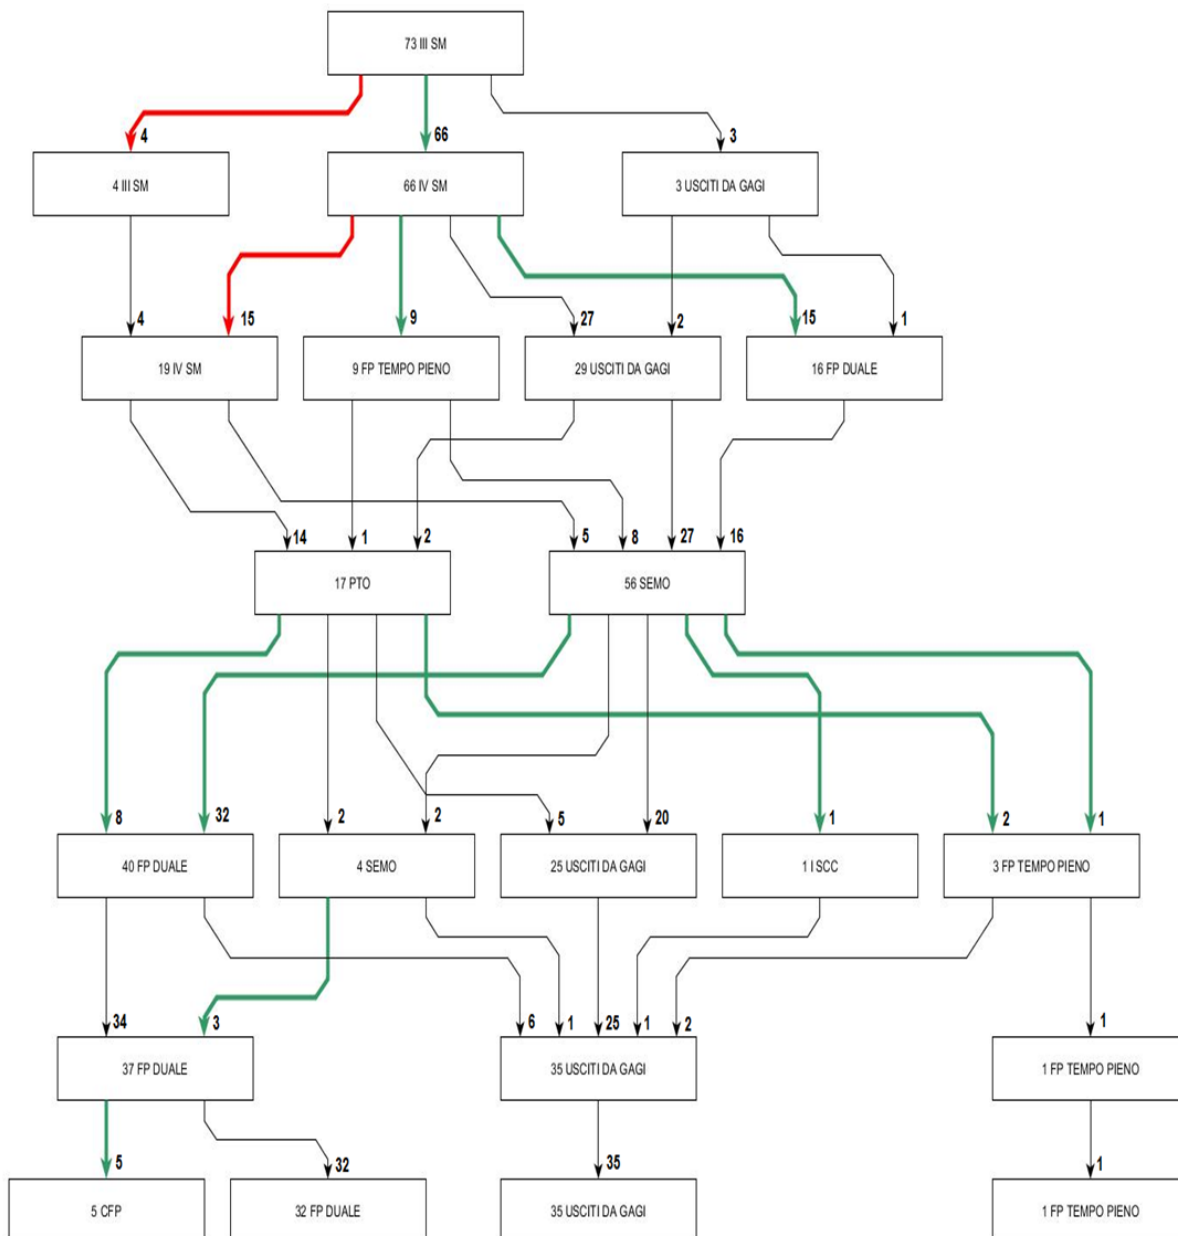 73 III SM
4
66
3
4 III SM
66 IV SM
3 USCITI DA GAGI
4
15
9
27
2
15
1
19 IV SM
9 FP TEMPO PIENO
29 USCITI DA GAGI
16 FP DUALE
14
1
2
5
8
27
16
17 PTO
56 SEMO
8
32
2
2
5
20
1
2
1
40 FP DUALE
4 SEMO
25 USCITI DA GAGI
1 I SCC
3 FP TEMPO PIENO
34
3
6
1
25
1
2
1
37 FP DUALE
35 USCITI DA GAGI
1 FP TEMPO PIENO
5
32
35
1
5 CFP
32 FP DUALE
35 USCITI DA GAGI
1 FP TEMPO PIENO